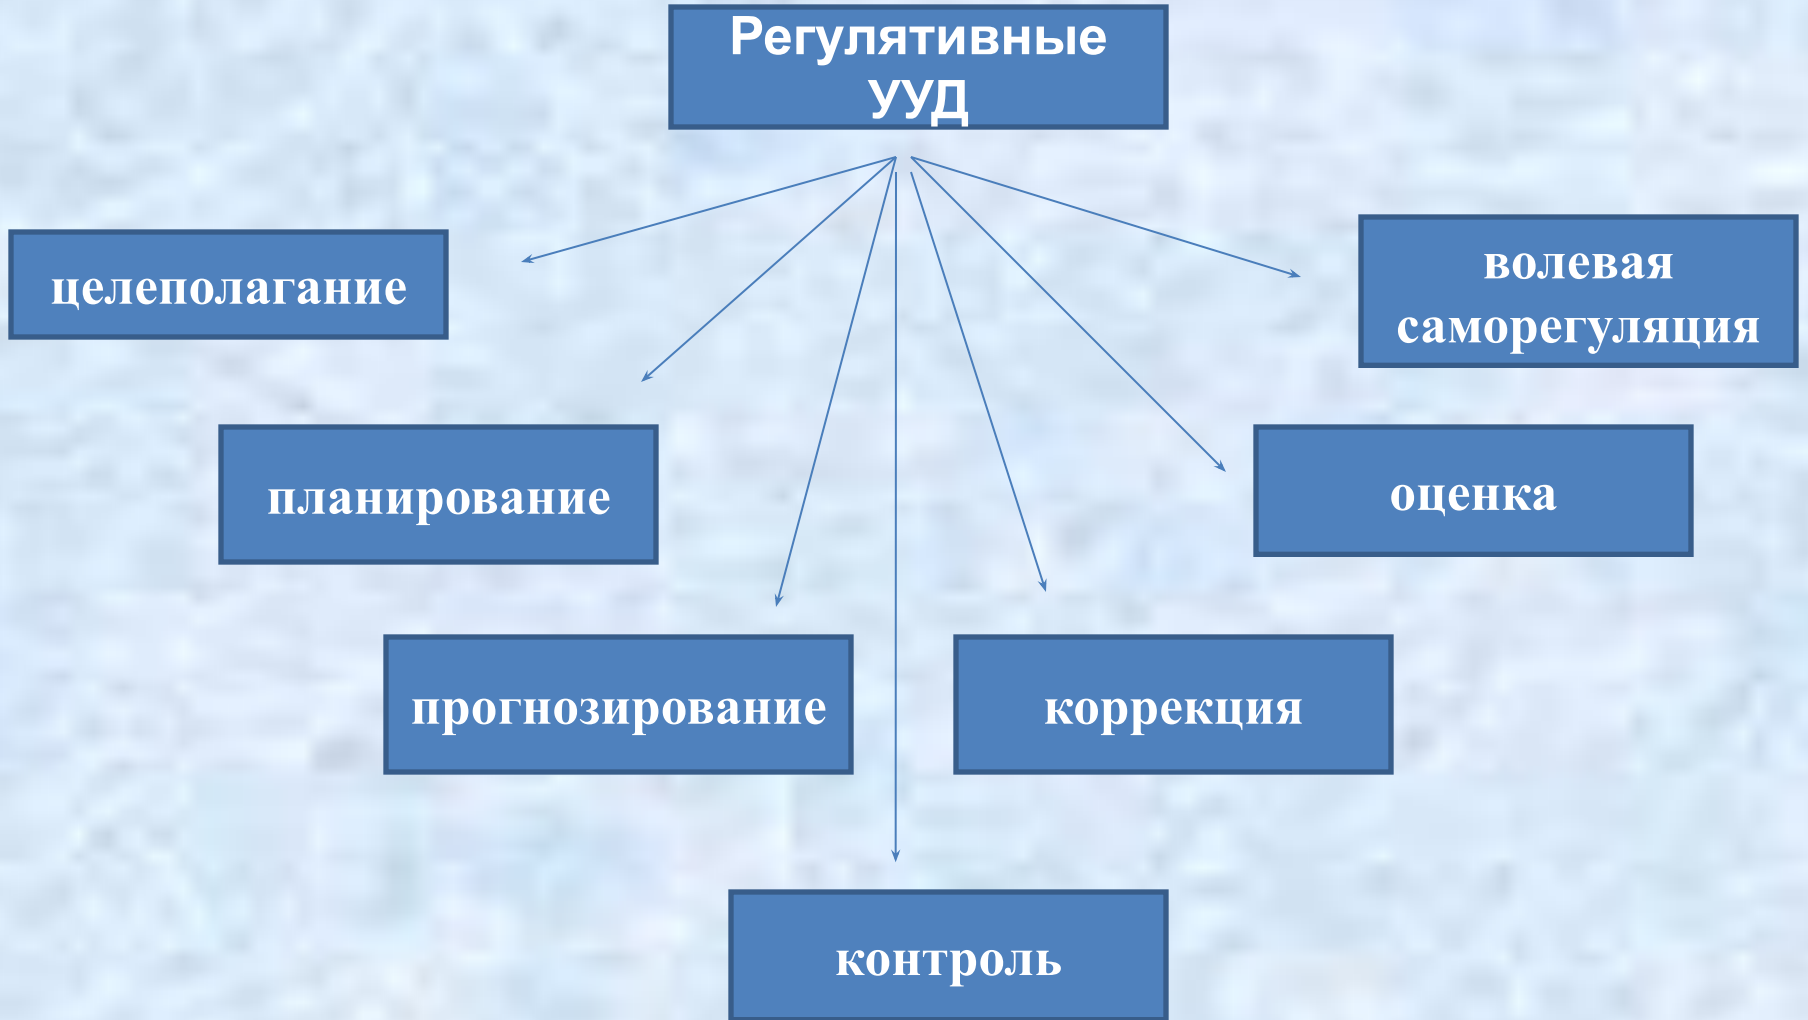 Регулятивные
УУД
целеполагание
волевая
саморегуляция
планирование
оценка
прогнозирование
коррекция
контроль